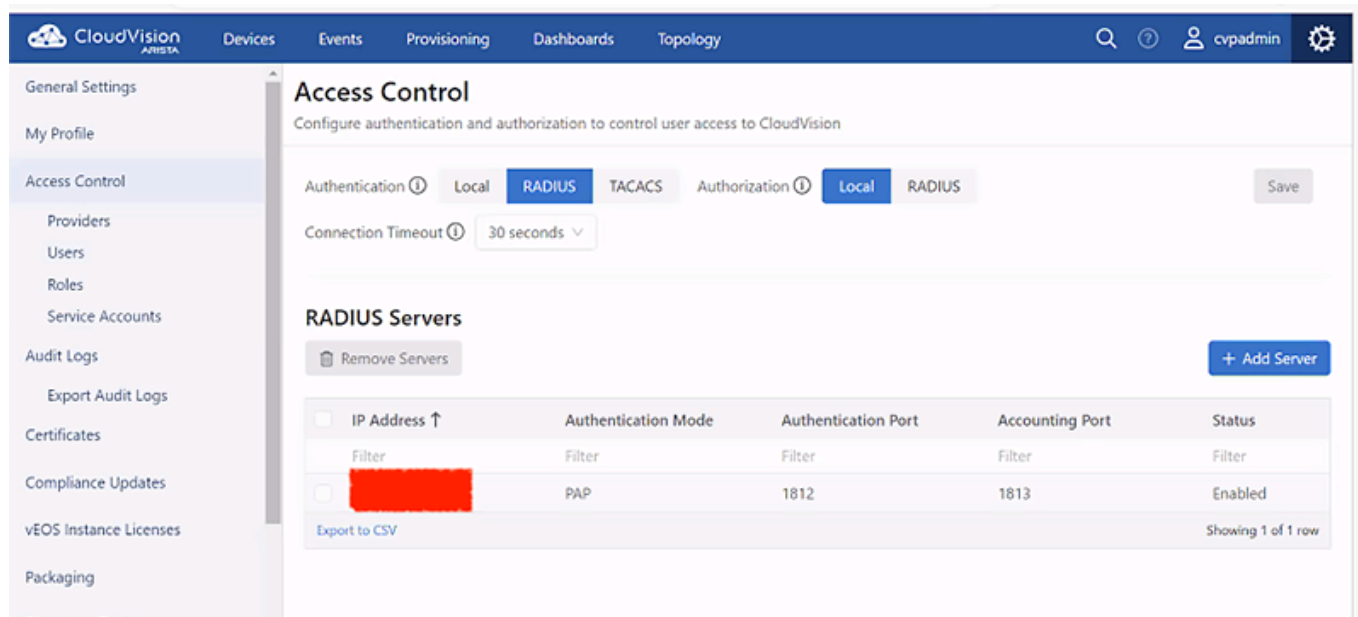 CloudVision
ARISTA
Devices
Events
Provisioning
Dashboards
Topology
cvpadmin
General Settings
My Profile
Access Control
Providers
Users
Roles
Service Accounts
Audit Logs
Export Audit Logs
Certificates
Compliance Updates
vEOS Instance Licenses
Packaging
Access Control
Configure authentication and authorization to control user access to CloudVision
Authentication Local RADIUS TACACS Authorization Local RADIUS Save
Connection Timeout 30 seconds
RADIUS Servers
Remove Servers
+ Add Server
IP Address ↑ Authentication Mode Authentication Port Accounting Port Status
Filter Filter Filter Filter Filter
PAP 1812 1813 Enabled
Export to CSV Showing 1 of 1 row